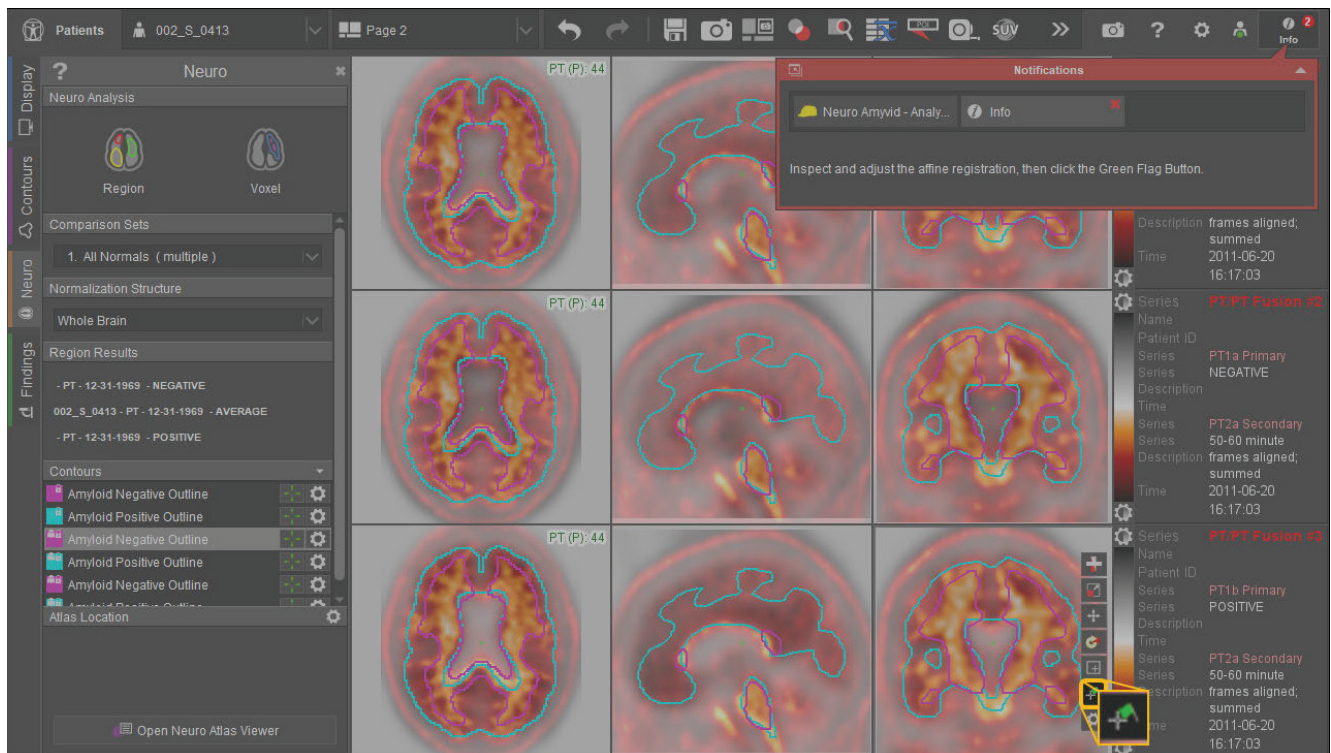 Patients
002_S_0413
Page 2
POI
SUV
?
2
Info
Display
Contours
Neuro
Findings
? Neuro
Neuro Analysis
Region
Voxel
Comparison Sets
1. All Normals ( multiple )
Normalization Structure
Whole Brain
Region Results
- PT - 12-31-1969 - NEGATIVE
002_S_0413 - PT - 12-31-1969 - AVERAGE
- PT - 12-31-1969 - POSITIVE
Contours
Amyloid Negative Outline
Amyloid Positive Outline
Amyloid Negative Outline
Amyloid Positive Outline
Amyloid Negative Outline
Amyloid Positive Outline
Atlas Location
Open Neuro Atlas Viewer
PT (P): 44
PT (P): 44
PT (P): 44
Notifications
Neuro Amyvid - Analy...
Info
Inspect and adjust the affine registration, then click the Green Flag Button.
Description frames aligned;
summed
Time 2011-06-20
16:17:03
Series PT/PT Fusion #2
Name
Patient ID
Series PT1a Primary
Series NEGATIVE
Description
Time
Series PT2a Secondary
Series 50-60 minute
Description frames aligned;
summed
Time 2011-06-20
16:17:03
Series PT/PT Fusion #3
Name
Patient ID
Series PT1b Primary
Series POSITIVE
Description
Time
Series PT2a Secondary
Series 50-60 minute
Description frames aligned;
summed
2011-06-20
16:17:03